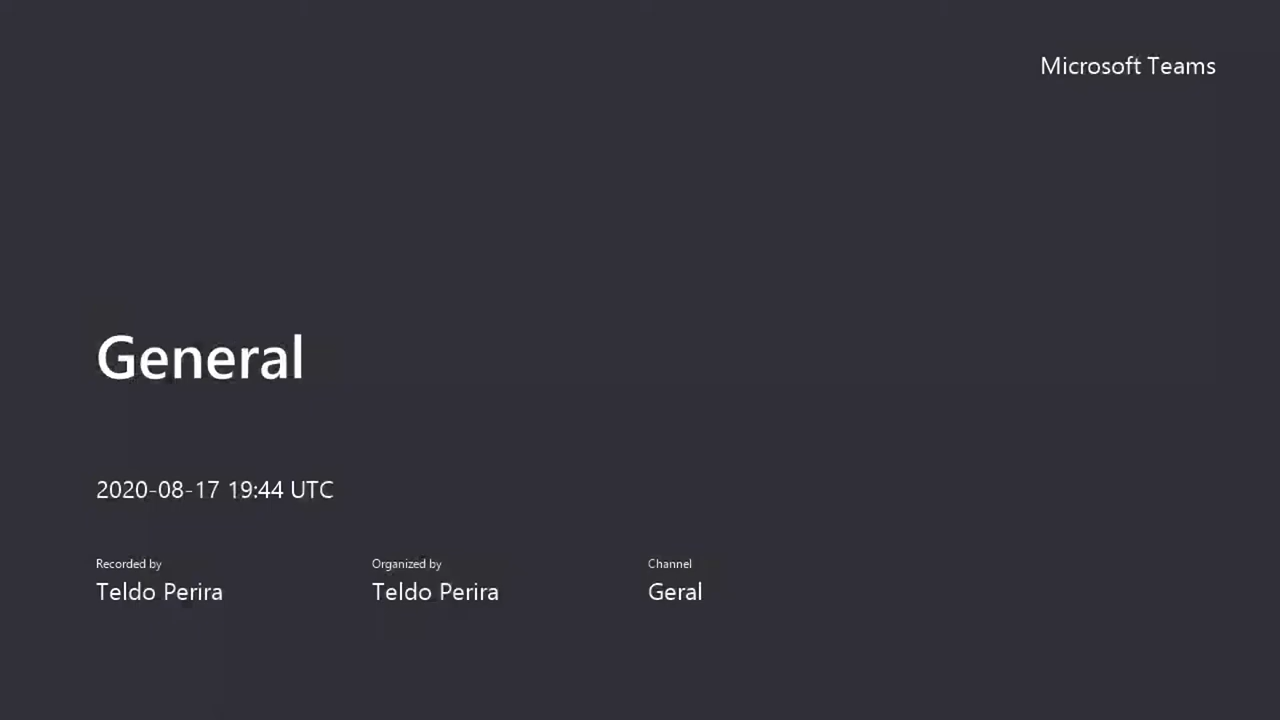 Microsoft Teams
General
2020-08-17 19:44 UTC
Recorded by
Teldo Perira
Organized by
Teldo Perira
Channel
Geral